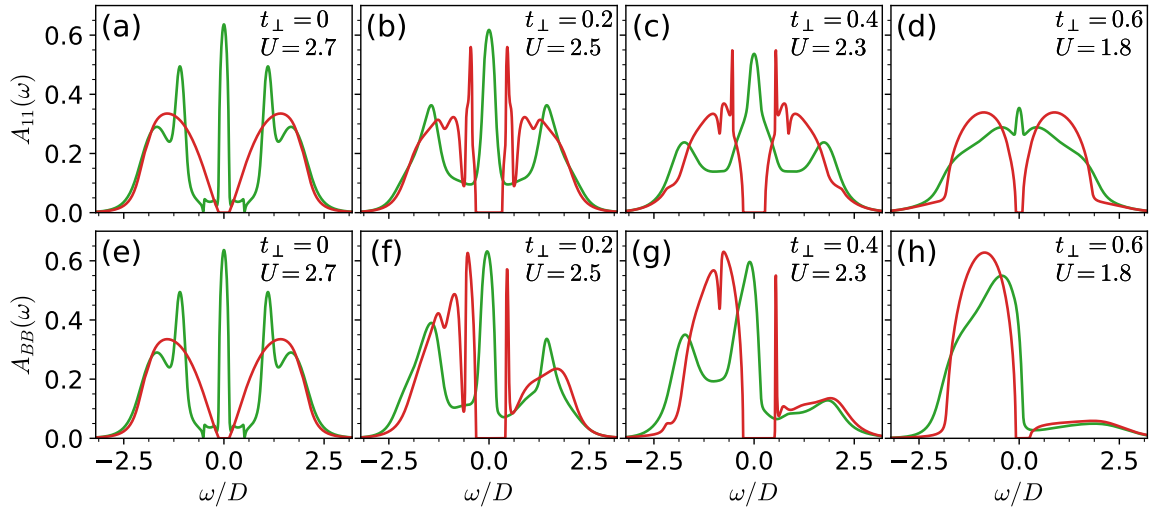 (a) t⊥ = 0
U = 2.7
(b) t⊥ = 0.2
U = 2.5
(c) t⊥ = 0.4
U = 2.3
(d) t⊥ = 0.6
U = 1.8
A₁₁(ω)
0.6
0.4
0.2
0.0
(e) t⊥ = 0
U = 2.7
(f) t⊥ = 0.2
U = 2.5
(g) t⊥ = 0.4
U = 2.3
(h) t⊥ = 0.6
U = 1.8
A_BB(ω)
0.6
0.4
0.2
0.0
−2.5 0.0 2.5
−2.5 0.0 2.5
−2.5 0.0 2.5
−2.5 0.0 2.5
ω/D
ω/D
ω/D
ω/D